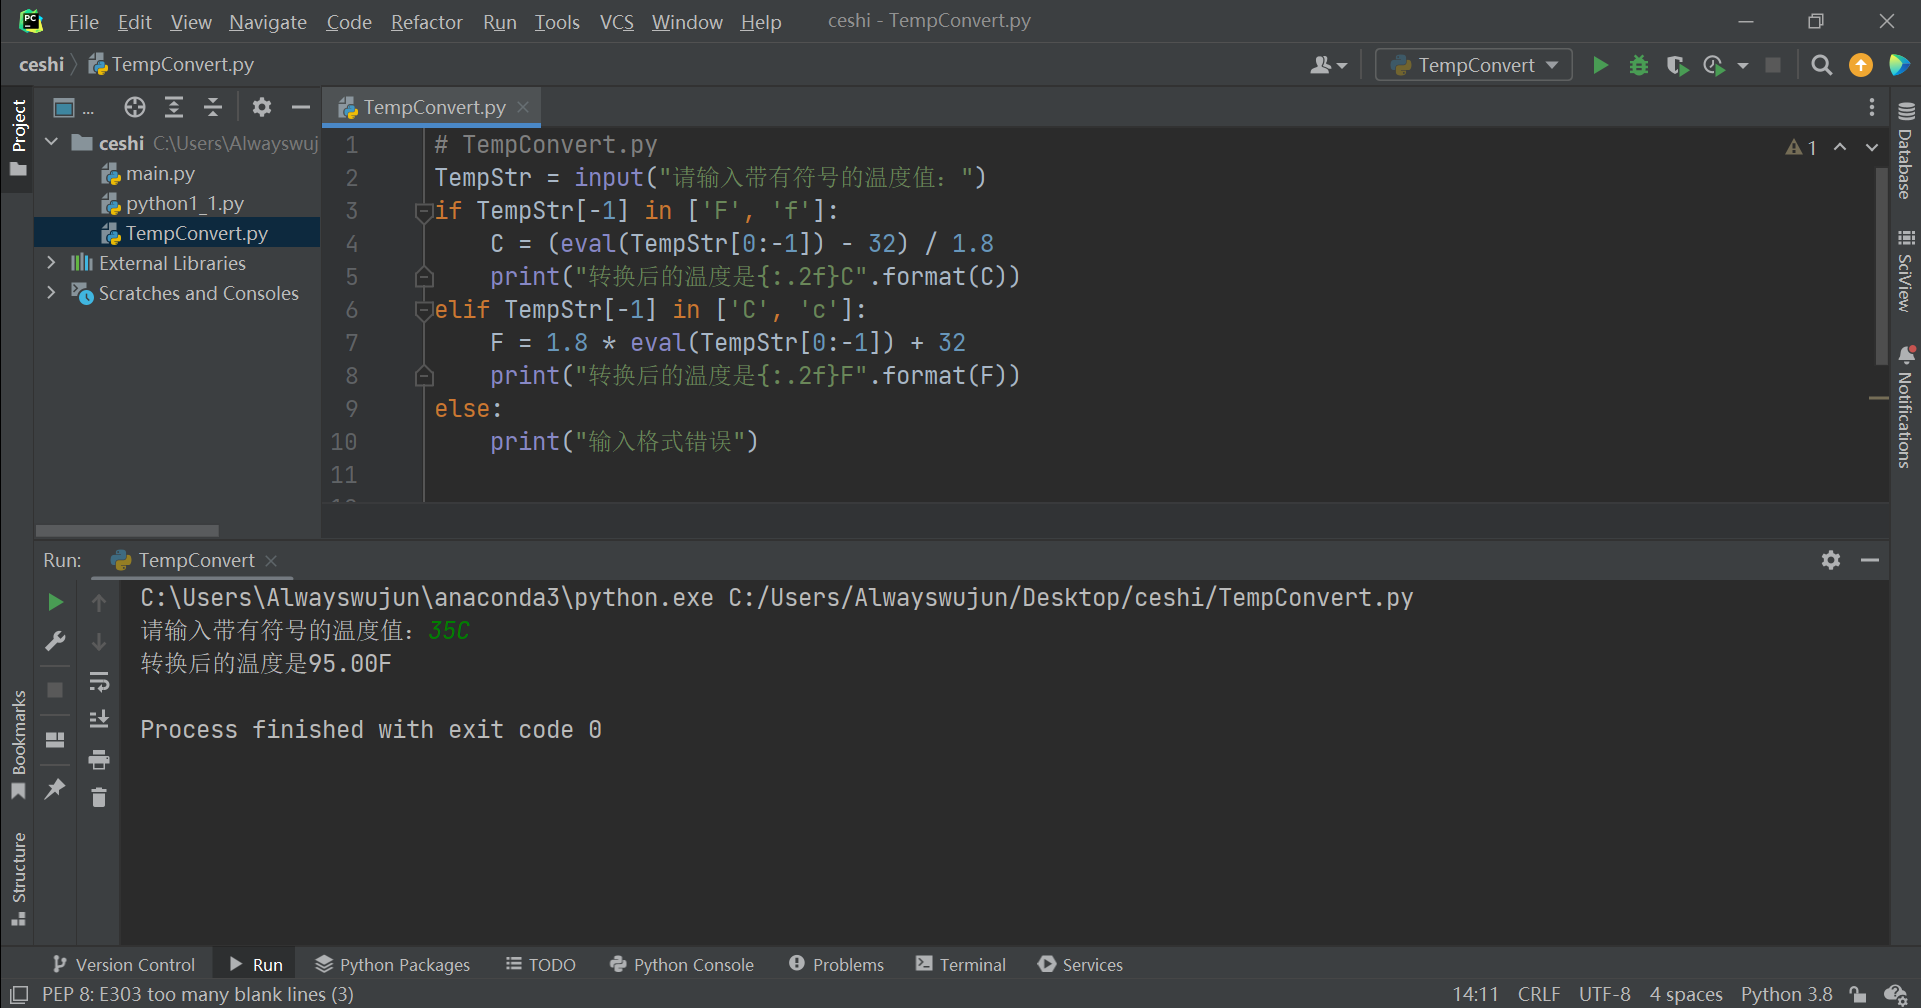 File Edit View Navigate Code Refactor Run Tools VCS Window Help ceshi - TempConvert.py
ceshi TempConvert.py TempConvert
Project
... TempConvert.py
ceshi C:\Users\Alwayswuj
main.py
python1_1.py
TempConvert.py
External Libraries
Scratches and Consoles
1 # TempConvert.py
2 TempStr = input("请输入带有符号的温度值：")
3 if TempStr[-1] in ['F', 'f']:
4     C = (eval(TempStr[0:-1]) - 32) / 1.8
5     print("转换后的温度是{:.2f}C".format(C))
6 elif TempStr[-1] in ['C', 'c']:
7     F = 1.8 * eval(TempStr[0:-1]) + 32
8     print("转换后的温度是{:.2f}F".format(F))
9 else:
10     print("输入格式错误")
11
1
Database
SciView
Notifications
Run: TempConvert
C:\Users\Alwayswujun\anaconda3\python.exe C:/Users/Alwayswujun/Desktop/ceshi/TempConvert.py
请输入带有符号的温度值：35C
转换后的温度是95.00F
Process finished with exit code 0
Bookmarks
Structure
Version Control Run Python Packages TODO Python Console Problems Terminal Services
PEP 8: E303 too many blank lines (3) 14:11 CRLF UTF-8 4 spaces Python 3.8